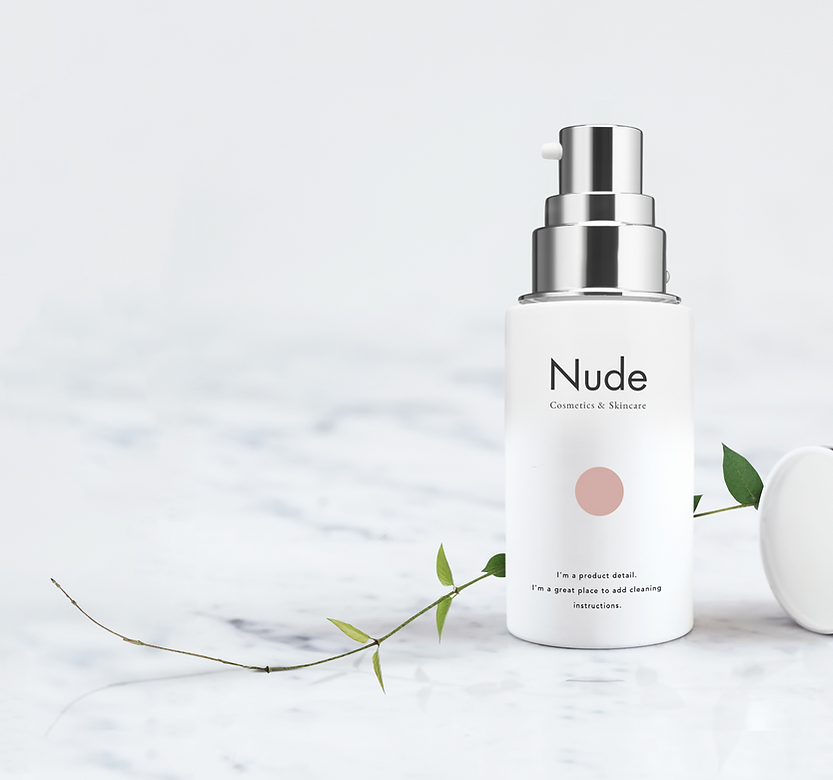 Nude
Cosmetics & Skincare
I'm a product detail.
I'm a great place to add cleaning
instructions.